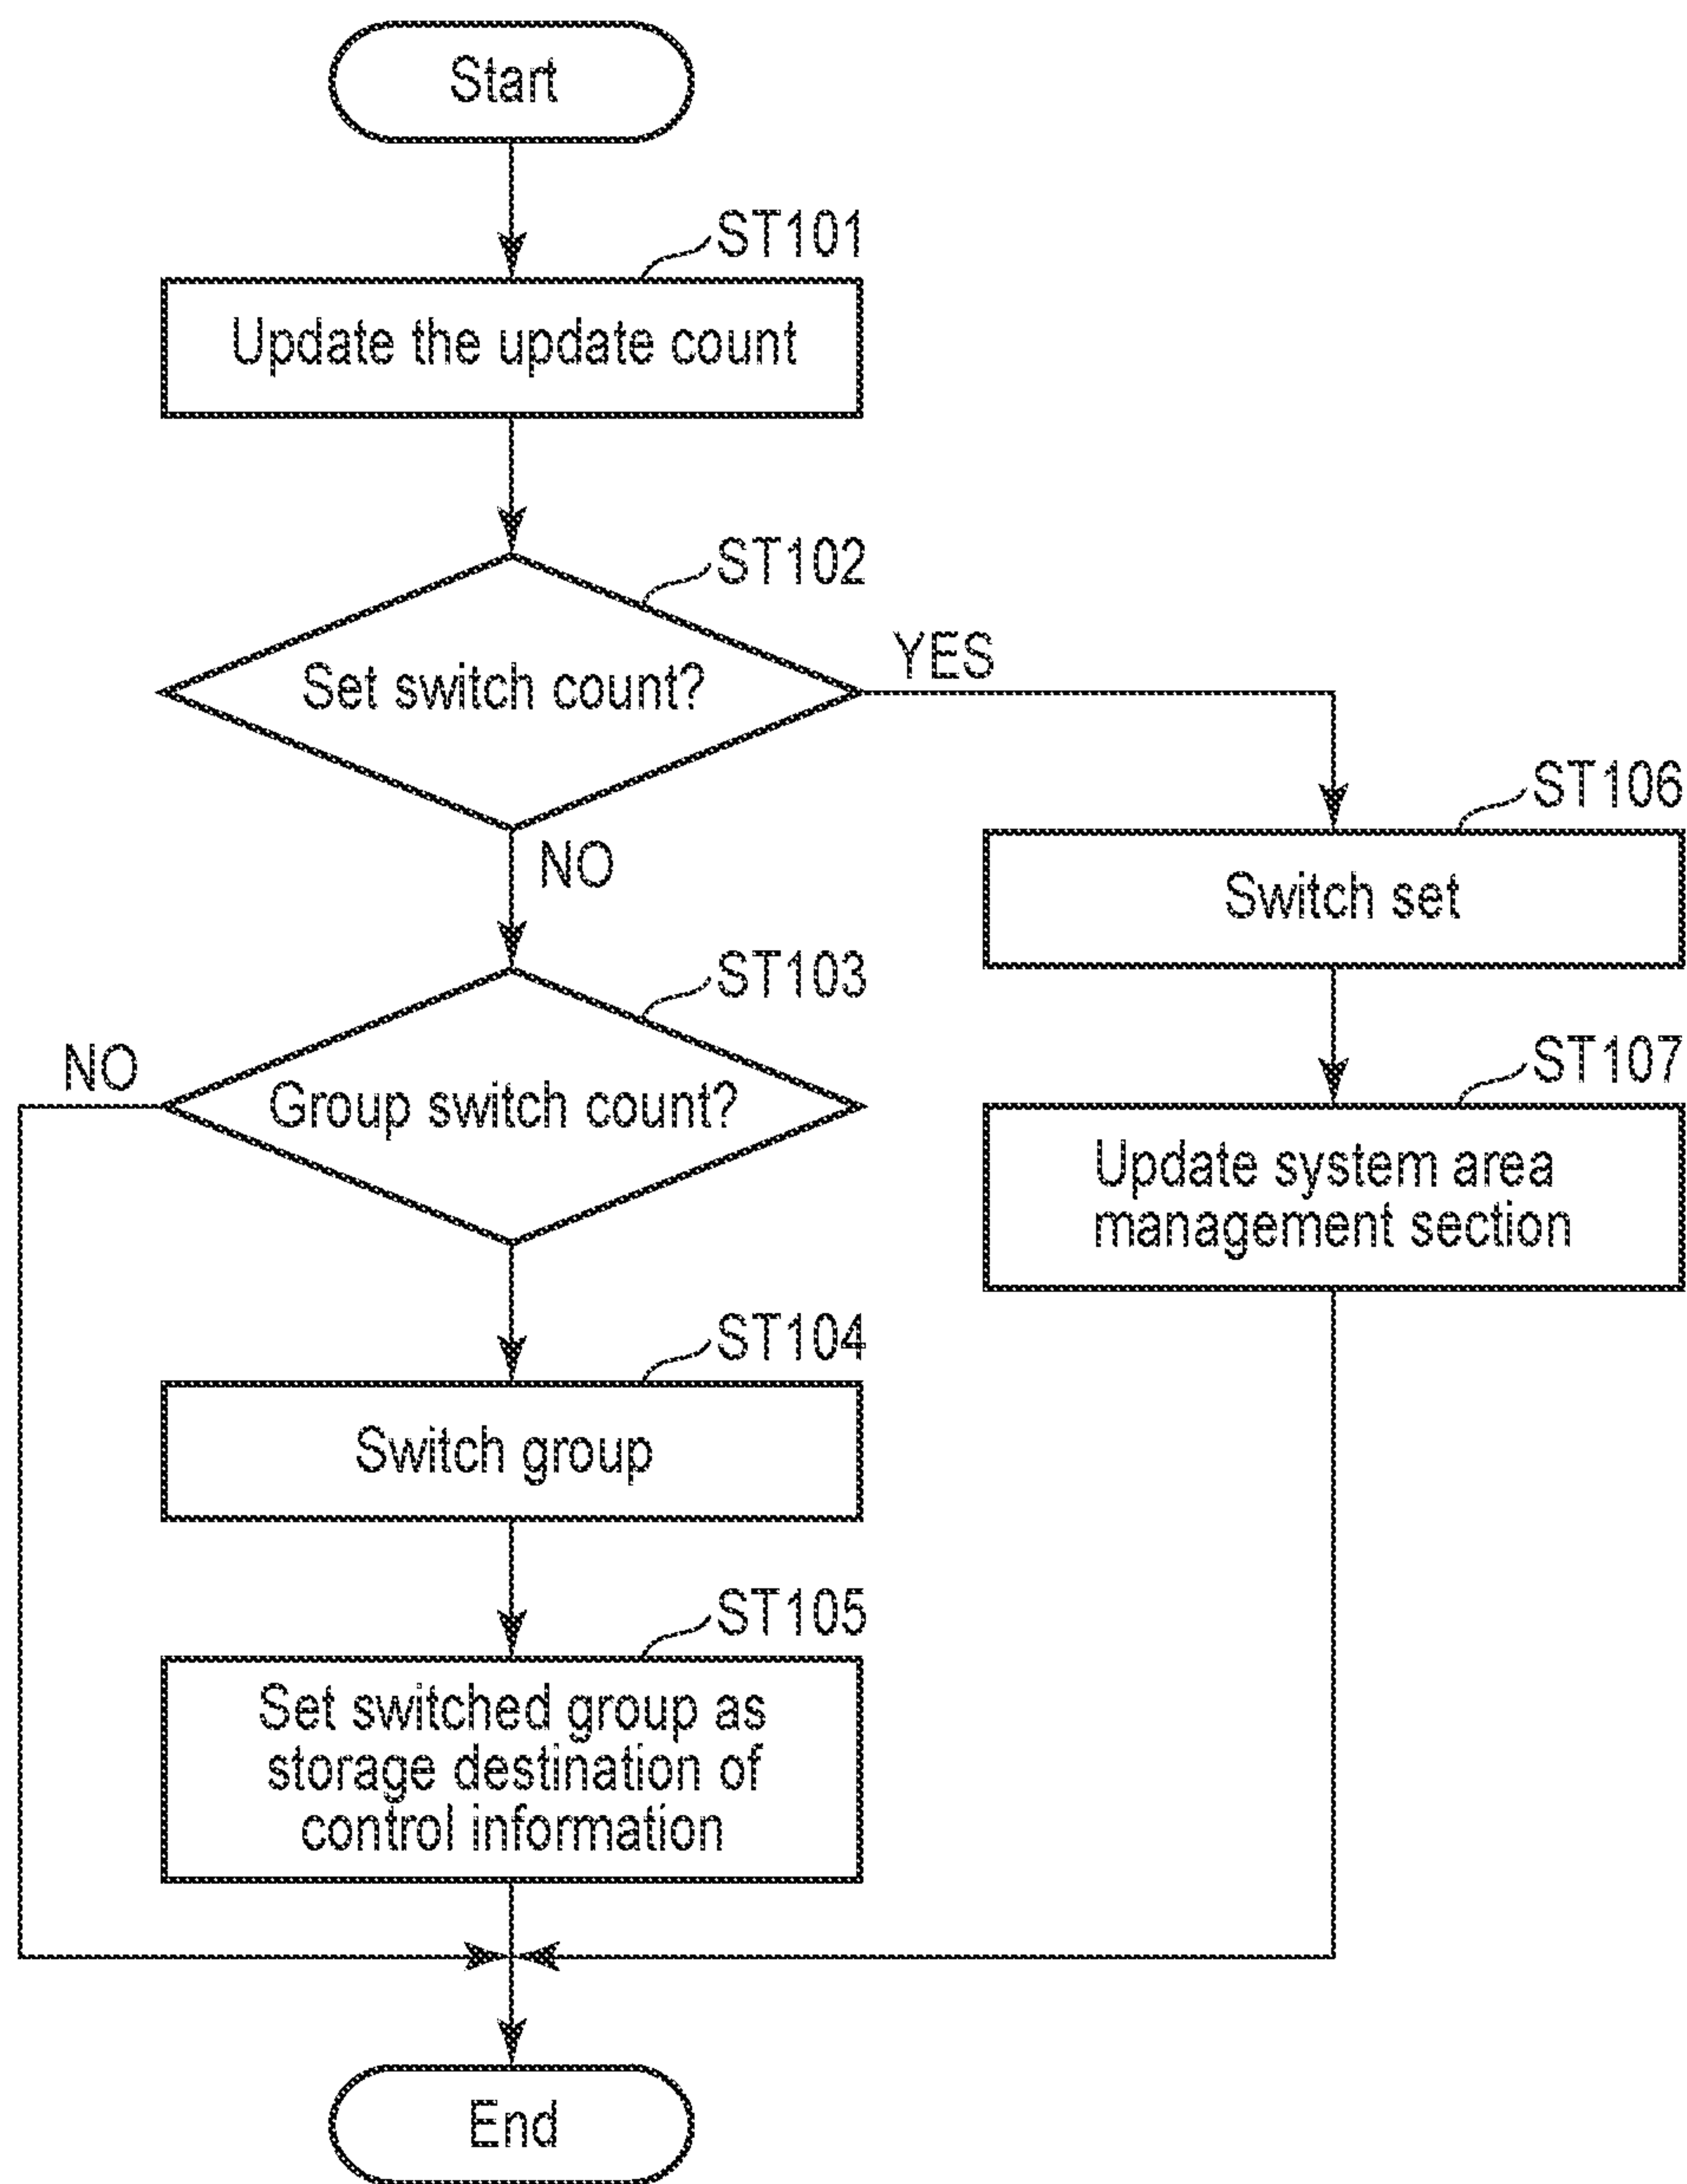 Start
ST101
Update the update count
ST102
Set switch count?
YES
NO
ST103
Group switch count?
NO
ST104
Switch group
ST105
Set switched group as
storage destination of
control information
ST106
Switch set
ST107
Update system area
management section
End